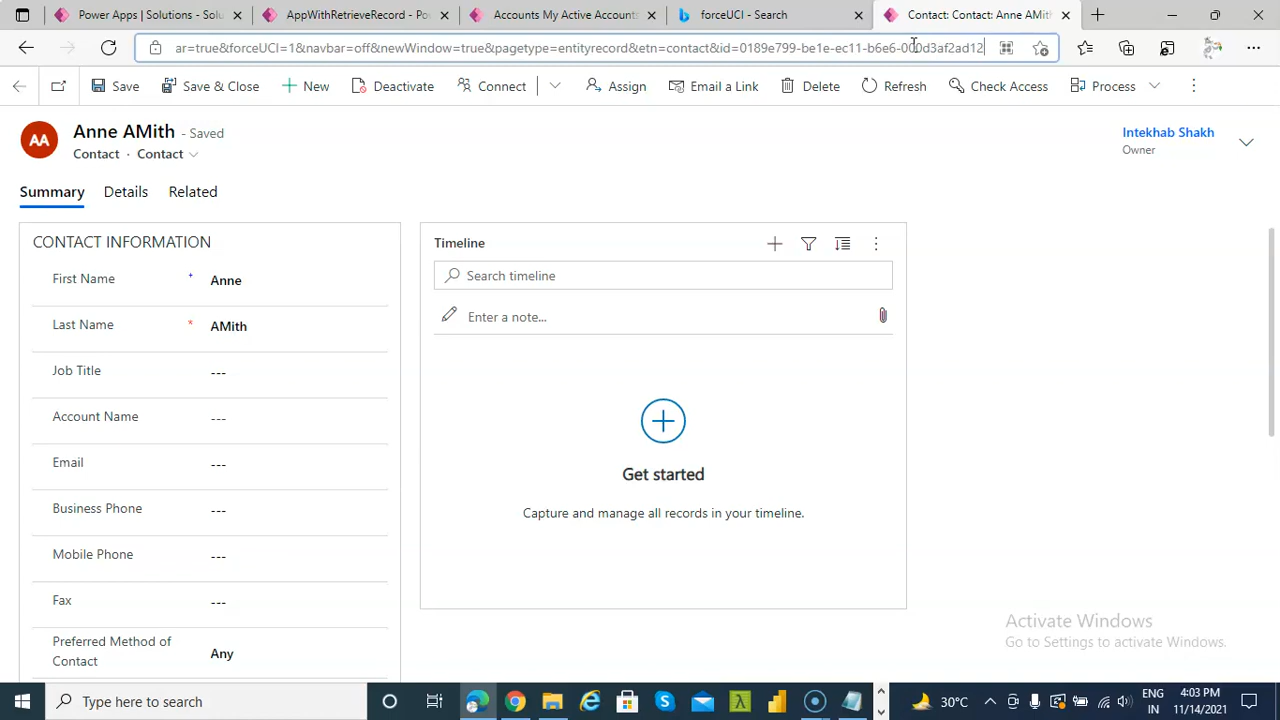 Power Apps | Solutions - Solu
AppWithRetrieveRecord - Pow
Accounts My Active Accounts
forceUCI - Search
Contact: Contact: Anne AMith
ar=true&forceUCI=1&navbar=off&newWindow=true&pagetype=entityrecord&etn=contact&id=0189e799-be1e-ec11-b6e6-000d3af2ad12
Save
Save & Close
New
Deactivate
Connect
Assign
Email a Link
Delete
Refresh
Check Access
Process
AA
Anne AMith - Saved
Contact · Contact
Intekhab Shakh
Owner
Summary
Details
Related
CONTACT INFORMATION
First Name * Anne
Last Name * AMith
Job Title ---
Account Name ---
Email ---
Business Phone ---
Mobile Phone ---
Fax ---
Preferred Method of
Contact
Any
Timeline
Search timeline
Enter a note...
Get started
Capture and manage all records in your timeline.
Activate Windows
Go to Settings to activate Windows.
Type here to search
30°C
ENG
IN
4:03 PM
11/14/2021